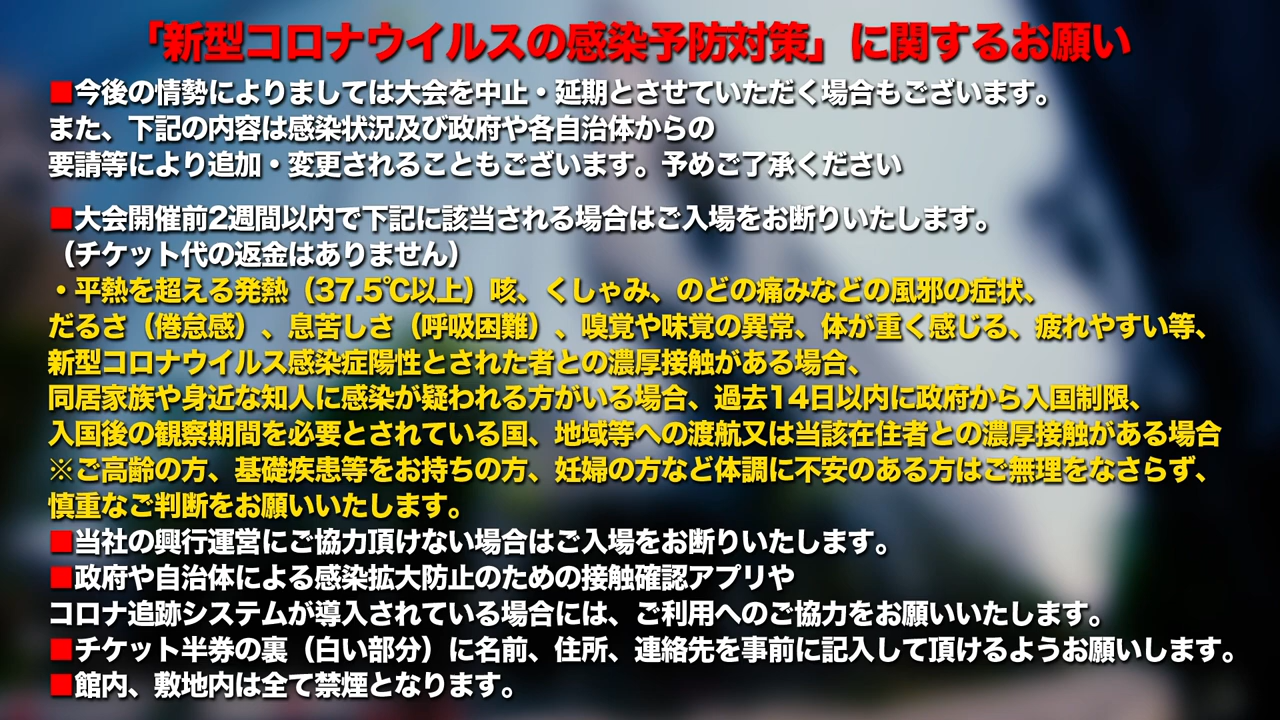 「新型コロナウイルスの感染予防対策」に関するお願い
■今後の情勢によりましては大会を中止・延期とさせていただく場合もございます。
また、下記の内容は感染状況及び政府や各自治体からの
要請等により追加・変更されることもございます。予めご了承ください
■大会開催前2週間以内で下記に該当される場合はご入場をお断りいたします。
（チケット代の返金はありません）
・平熱を超える発熱（37.5℃以上）咳、くしゃみ、のどの痛みなどの風邪の症状、
だるさ（倦怠感）、息苦しさ（呼吸困難）、嗅覚や味覚の異常、体が重く感じる、疲れやすい等、
新型コロナウイルス感染症陽性とされた者との濃厚接触がある場合、
同居家族や身近な知人に感染が疑われる方がいる場合、過去14日以内に政府から入国制限、
入国後の観察期間を必要とされている国、地域等への渡航又は当該在住者との濃厚接触がある場合
※ご高齢の方、基礎疾患等をお持ちの方、妊婦の方など体調に不安のある方はご無理をなさらず、
慎重なご判断をお願いいたします。
■当社の興行運営にご協力頂けない場合はご入場をお断りいたします。
■政府や自治体による感染拡大防止のための接触確認アプリや
コロナ追跡システムが導入されている場合には、ご利用へのご協力をお願いいたします。
■チケット半券の裏（白い部分）に名前、住所、連絡先を事前に記入して頂けるようお願いします。
■館内、敷地内は全て禁煙となります。